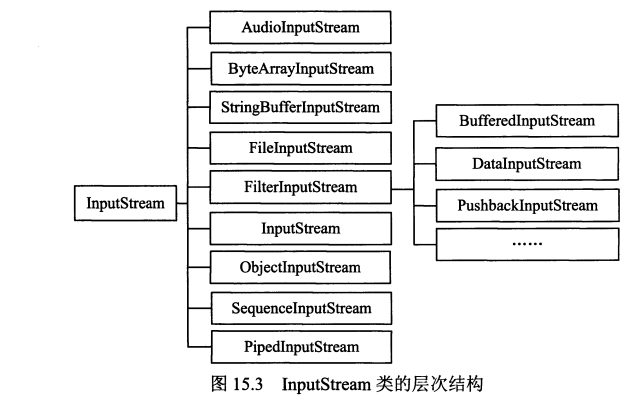 AudioInputStream
ByteArrayInputStream
StringBufferInputStream
FileInputStream
FilterInputStream
InputStream
InputStream
ObjectInputStream
SequenceInputStream
PipedInputStream
BufferedInputStream
DataInputStream
PushbackInputStream
……
图 15.3 InputStream 类的层次结构